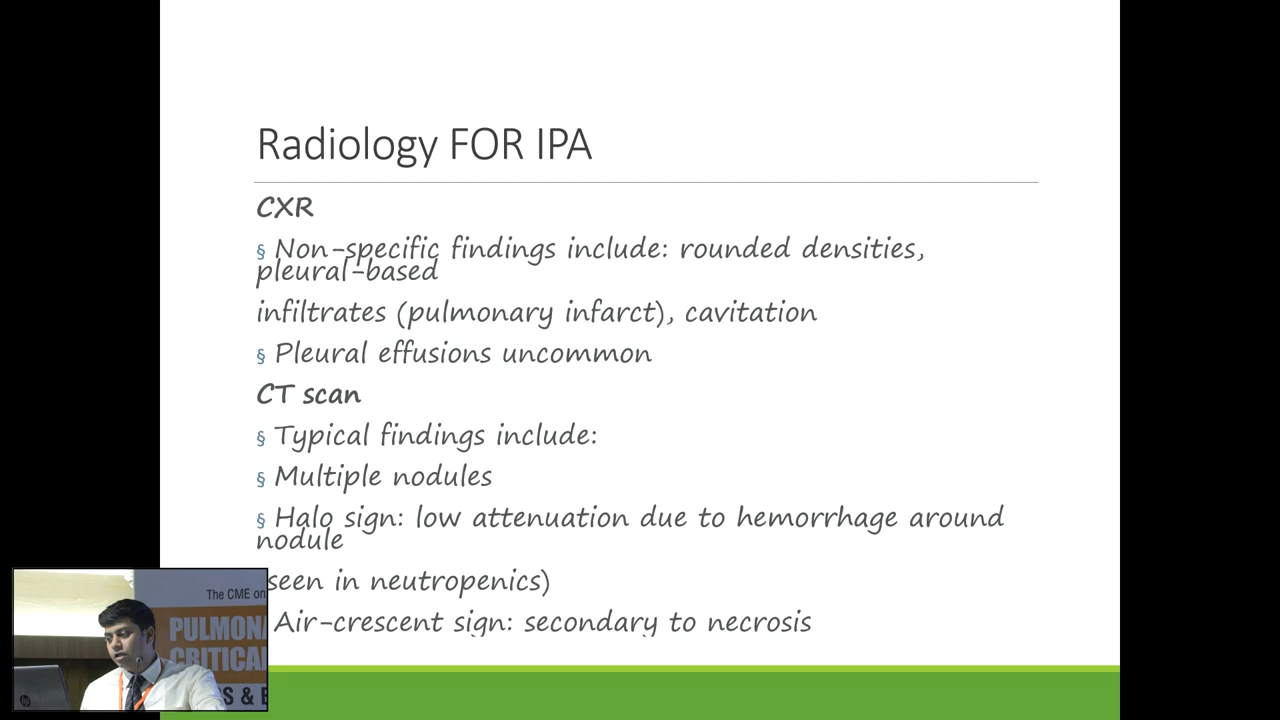 Radiology FOR IPA
CXR
§ Non-specific findings include: rounded densities,
pleural-based
infiltrates (pulmonary infarct), cavitation
§ Pleural effusions uncommon
CT scan
§ Typical findings include:
§ Multiple nodules
§ Halo sign: low attenuation due to hemorrhage around
nodule
seen in neutropenics)
Air-crescent sign: secondary to necrosis
The CME on
PULMONA
CRITICAL
S & E
hp